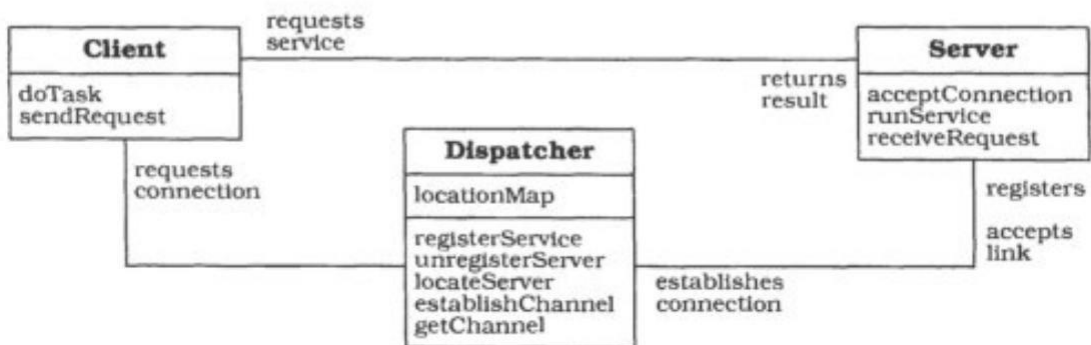 requests
service
Client
doTask
sendRequest
Server
acceptConnection
runService
receiveRequest
returns
result
requests
connection
Dispatcher
locationMap
registerService
unregisterServer
locateServer
establishChannel
getChannel
registers
accepts
link
establishes
connection